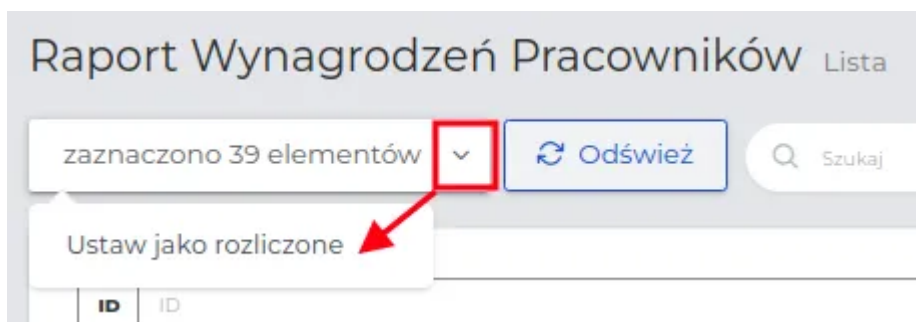 Raport Wynagrodzeń Pracowników Lista
zaznaczono 39 elementów Odśwież Szukaj
Ustaw jako rozliczone
ID ID